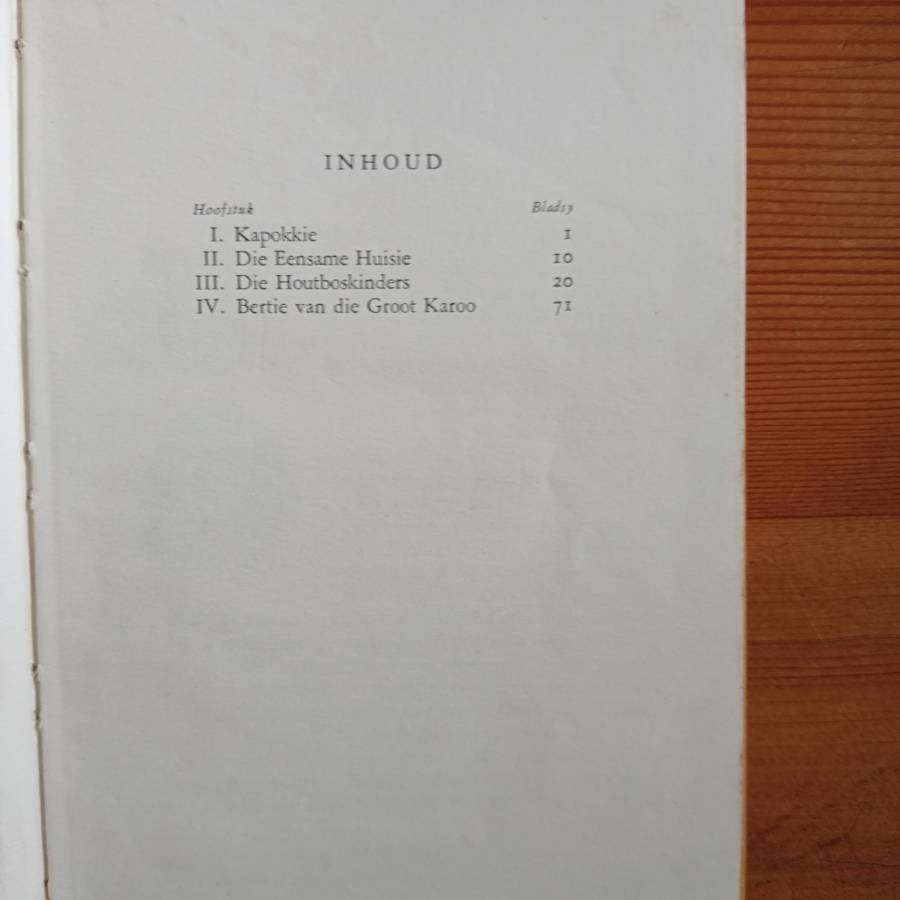 INHOUD
Hoofstuk Bladsy
I. Kapokkie 1
II. Die Eensame Huisie 10
III. Die Houtboskinders 20
IV. Bertie van die Groot Karoo 71